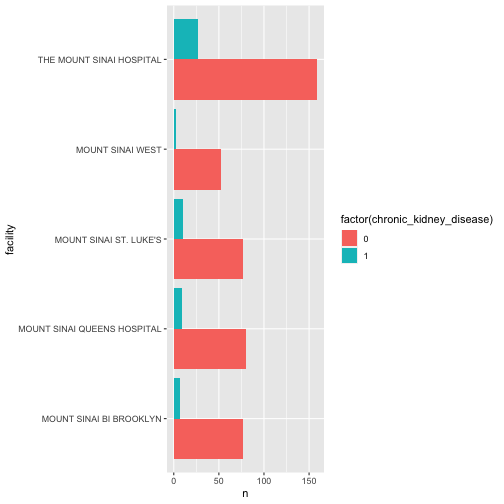 THE MOUNT SINAI HOSPITAL
MOUNT SINAI WEST
MOUNT SINAI ST. LUKE'S
MOUNT SINAI QUEENS HOSPITAL
MOUNT SINAI BI BROOKLYN
facility
0 50 100 150
n
factor(chronic_kidney_disease)
0
1